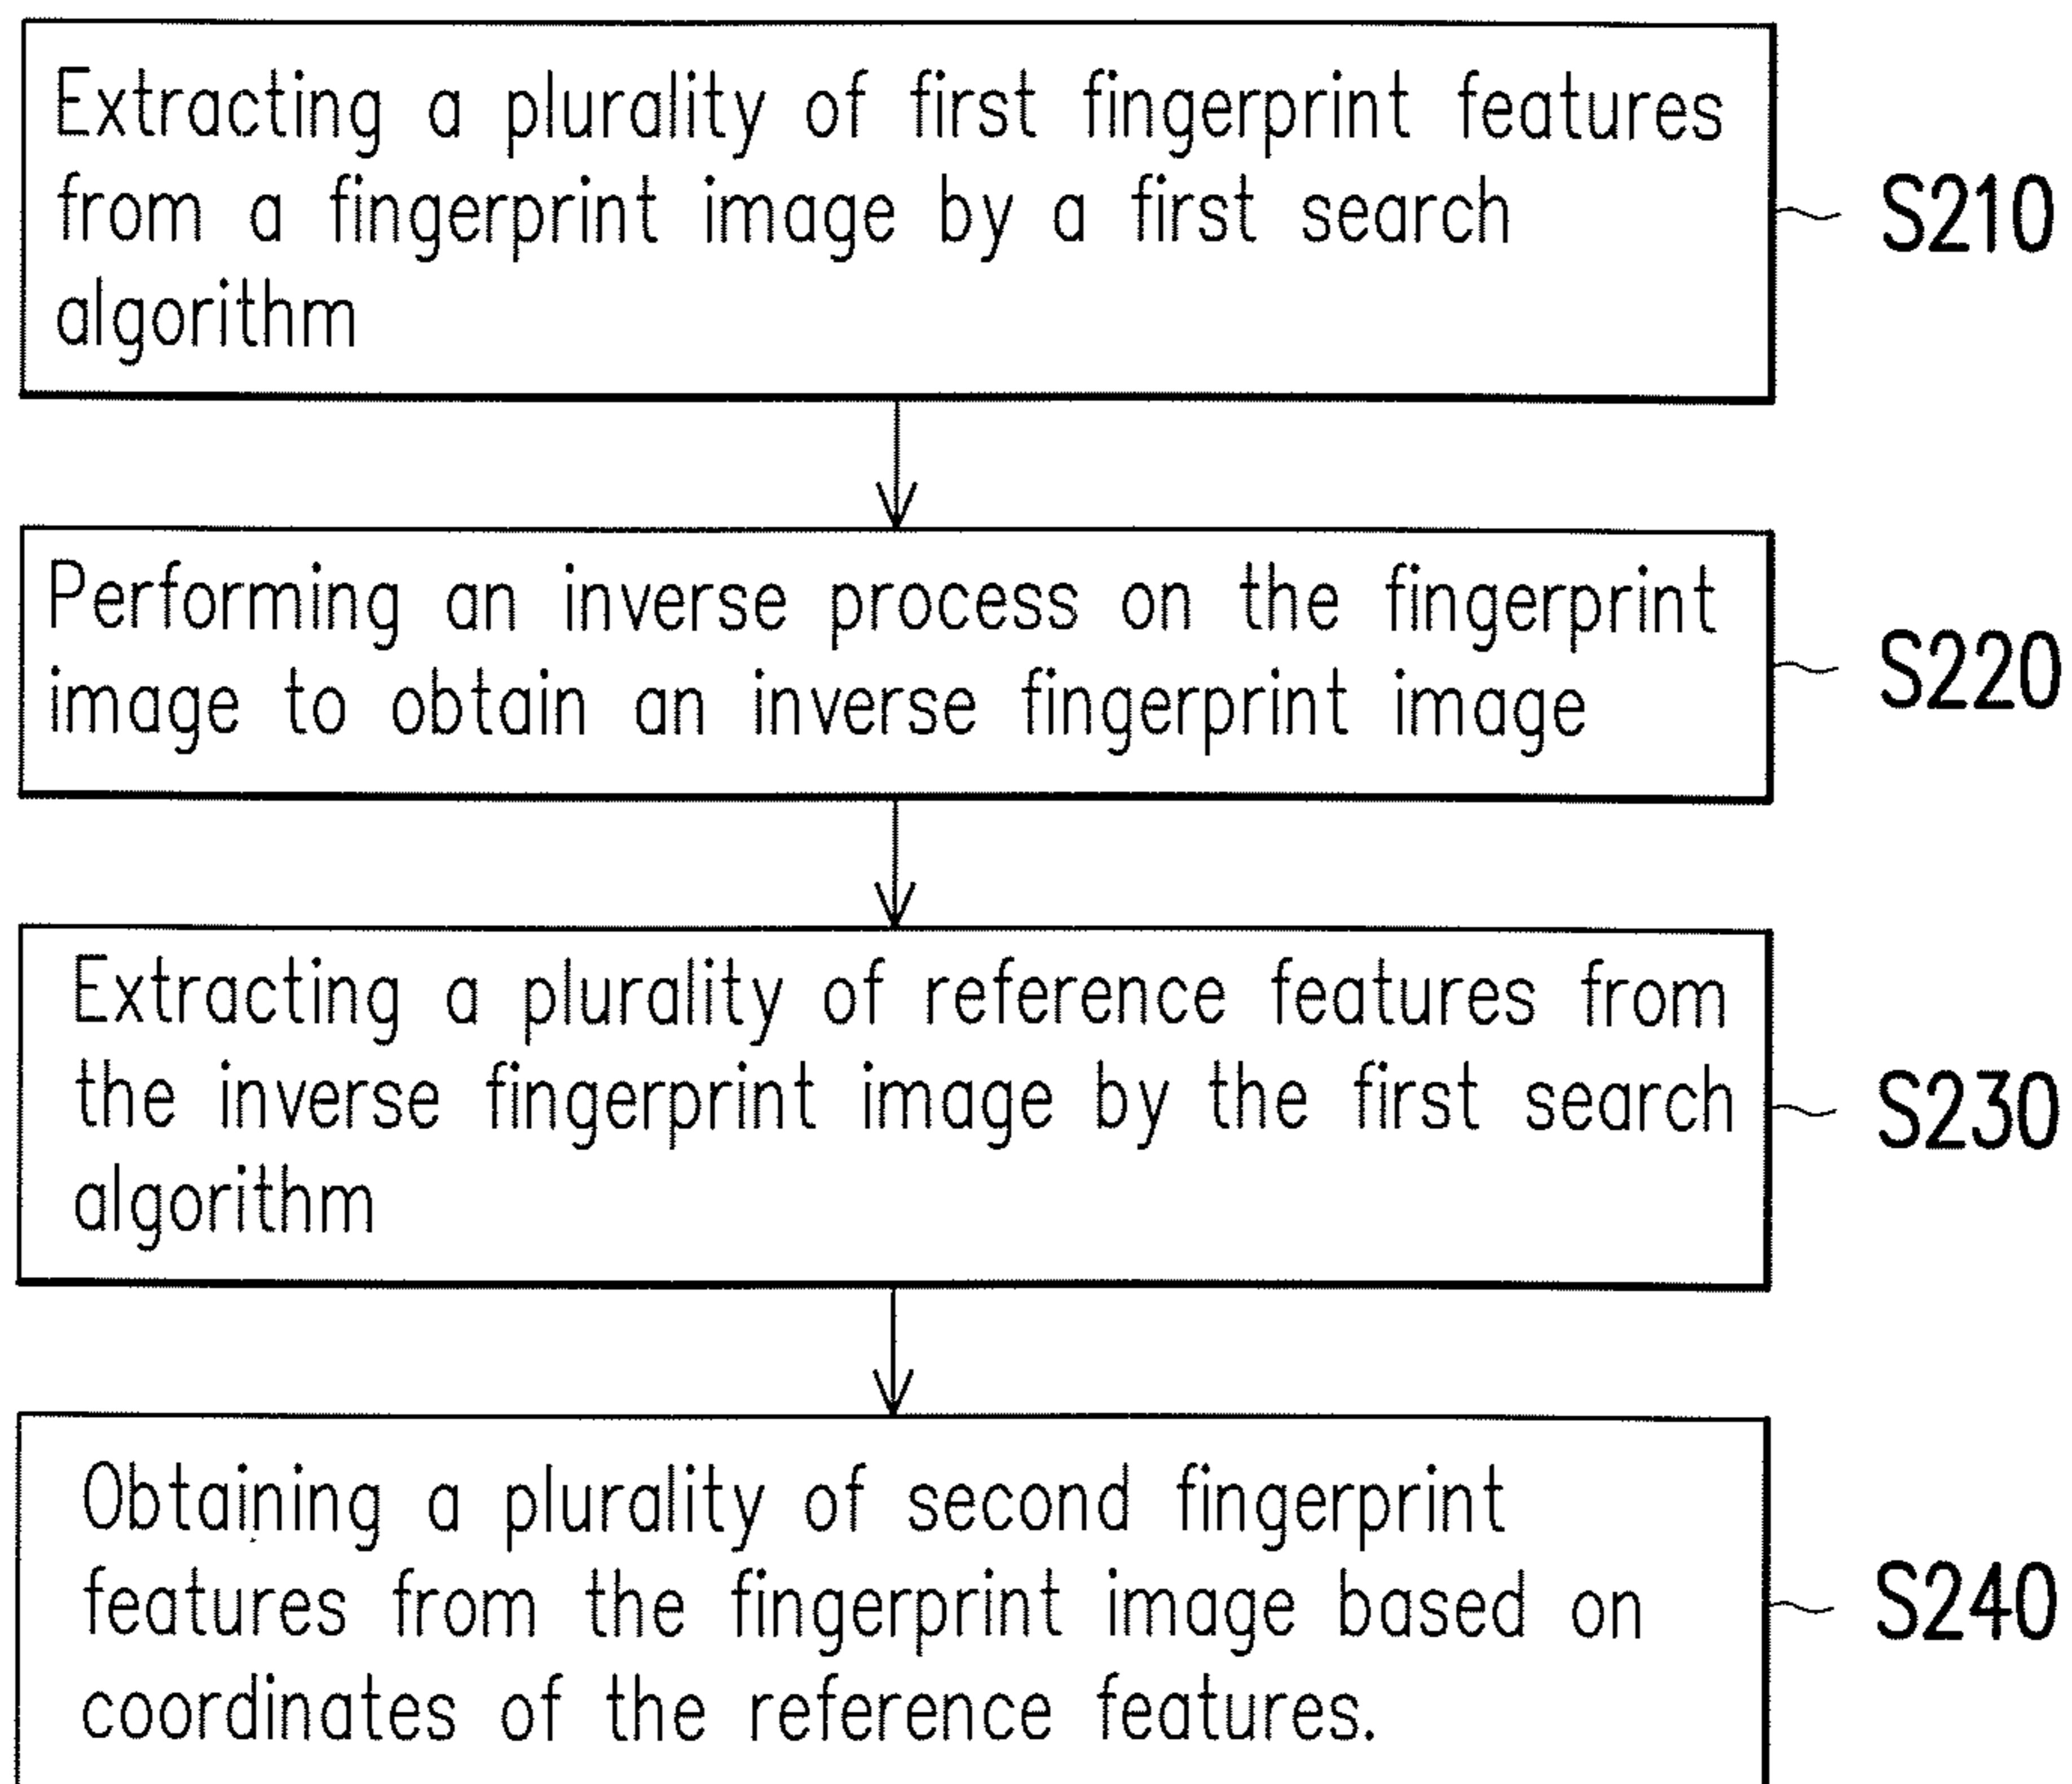 Extracting a plurality of first fingerprint features
from a fingerprint image by a first search
algorithm
S210
Performing an inverse process on the fingerprint
image to obtain an inverse fingerprint image
S220
Extracting a plurality of reference features from
the inverse fingerprint image by the first search
algorithm
S230
Obtaining a plurality of second fingerprint
features from the fingerprint image based on
coordinates of the reference features.
S240